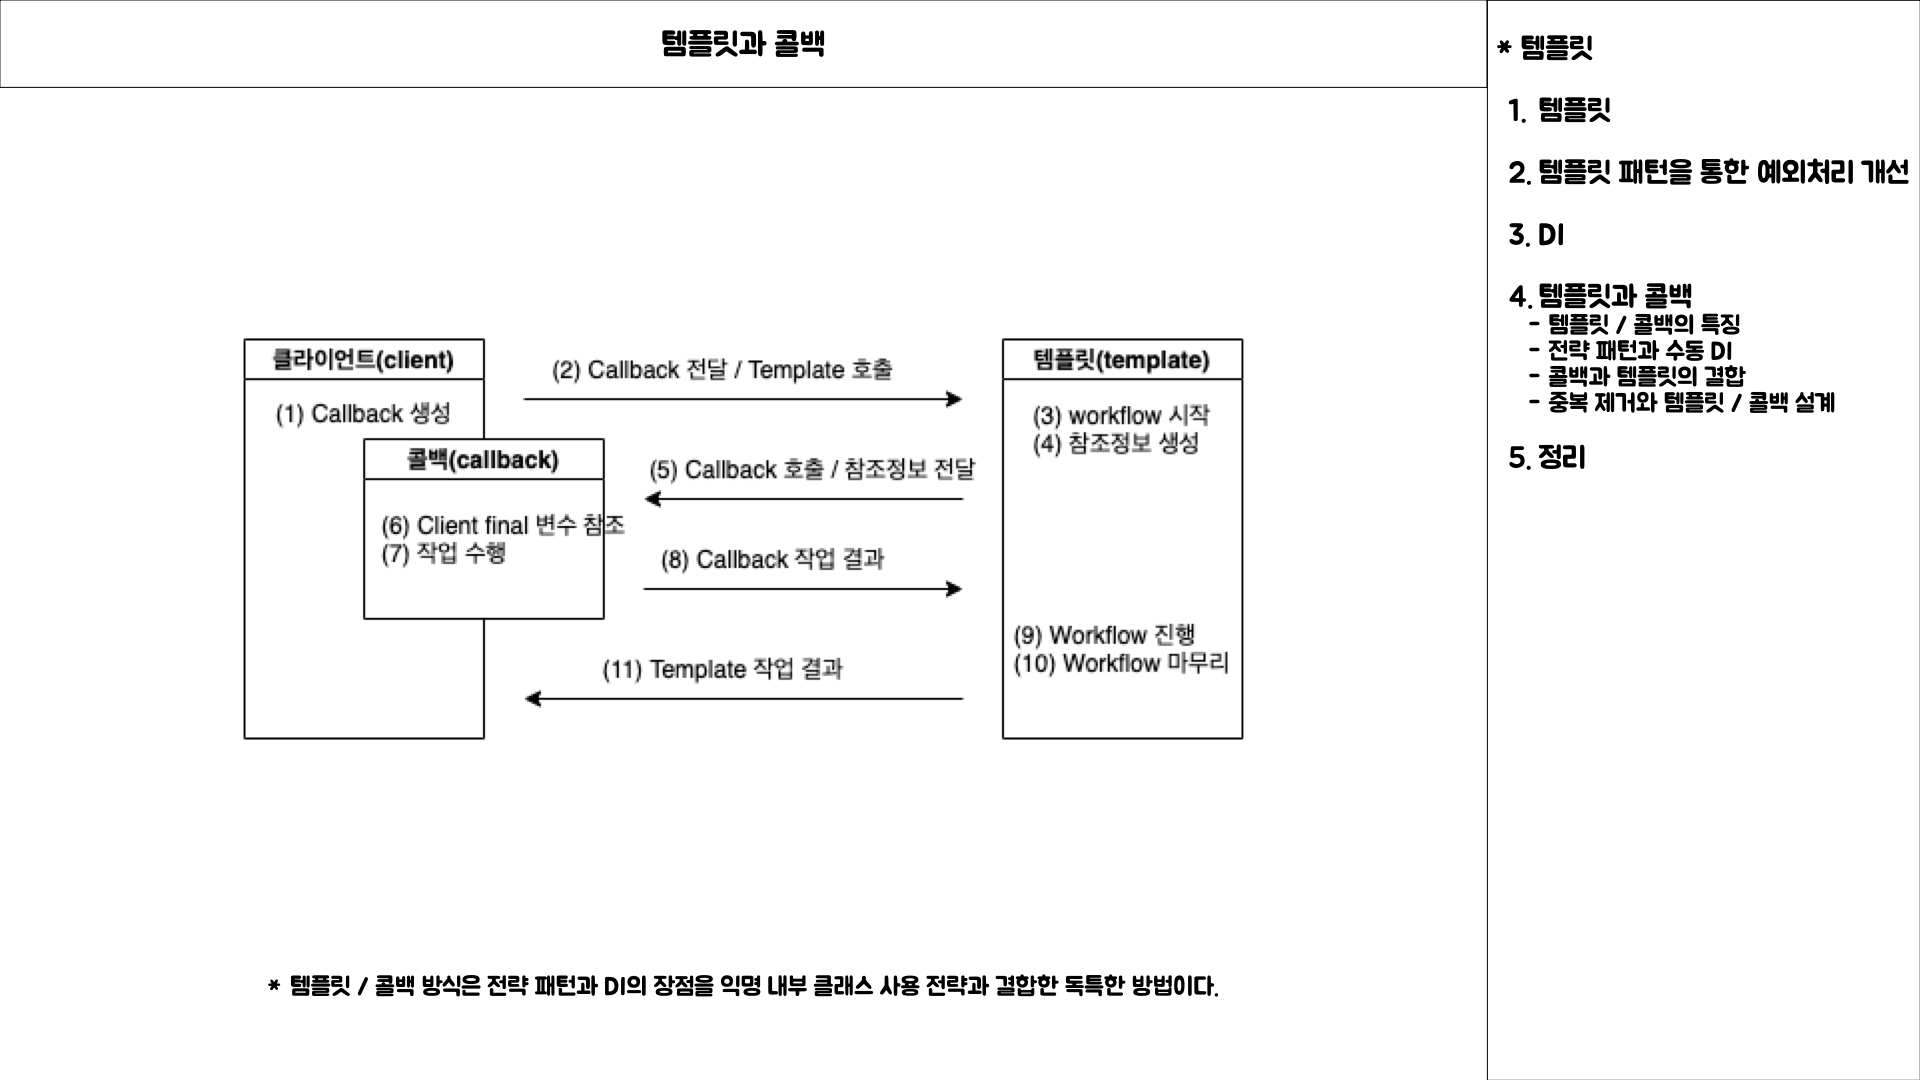 템플릿과 콜백
클라이언트(client)
(1) Callback 생성
콜백(callback)
(6) Client final 변수 참조
(7) 작업 수행
(2) Callback 전달 / Template 호출
(5) Callback 호출 / 참조정보 전달
(8) Callback 작업 결과
(11) Template 작업 결과
템플릿(template)
(3) workflow 시작
(4) 참조정보 생성
(9) Workflow 진행
(10) Workflow 마무리
* 템플릿 / 콜백 방식은 전략 패턴과 DI의 장점을 익명 내부 클래스 사용 전략과 결합한 독특한 방법이다.
* 템플릿
1. 템플릿
2. 템플릿 패턴을 통한 예외처리 개선
3. DI
4. 템플릿과 콜백
- 템플릿 / 콜백의 특징
- 전략 패턴과 수동 DI
- 콜백과 템플릿의 결합
- 중복 제거와 템플릿 / 콜백 설계
5. 정리